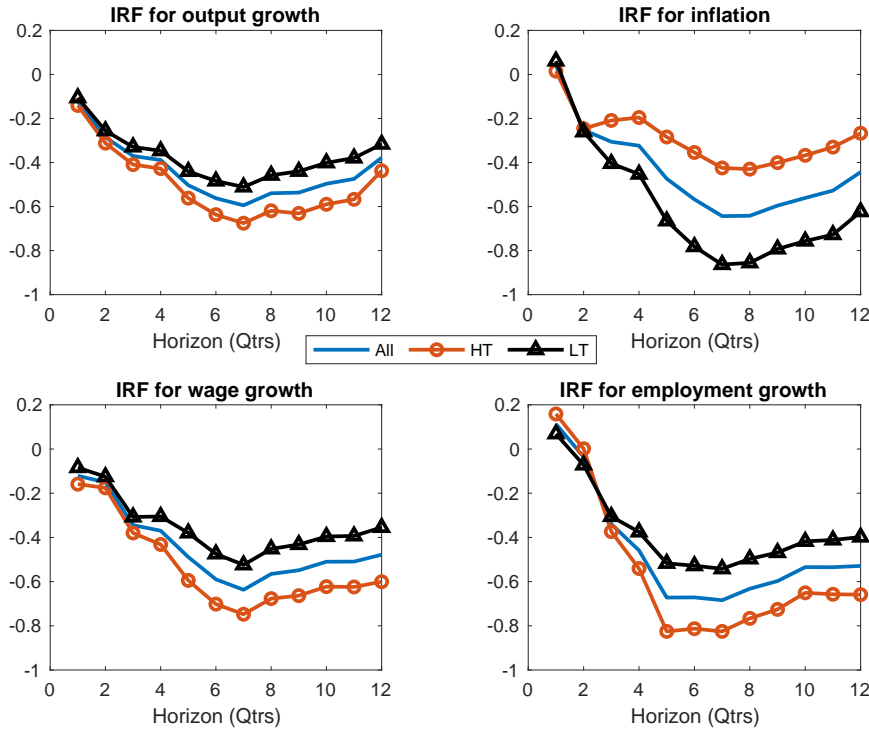 IRF for output growth
0.2
0
-0.2
-0.4
-0.6
-0.8
-1
0 2 4 6 8 10 12
Horizon (Qtrs)
IRF for inflation
0.2
0
-0.2
-0.4
-0.6
-0.8
-1
0 2 4 6 8 10 12
Horizon (Qtrs)
All HT LT
IRF for wage growth
0.2
0
-0.2
-0.4
-0.6
-0.8
-1
0 2 4 6 8 10 12
Horizon (Qtrs)
IRF for employment growth
0.2
0
-0.2
-0.4
-0.6
-0.8
-1
0 2 4 6 8 10 12
Horizon (Qtrs)